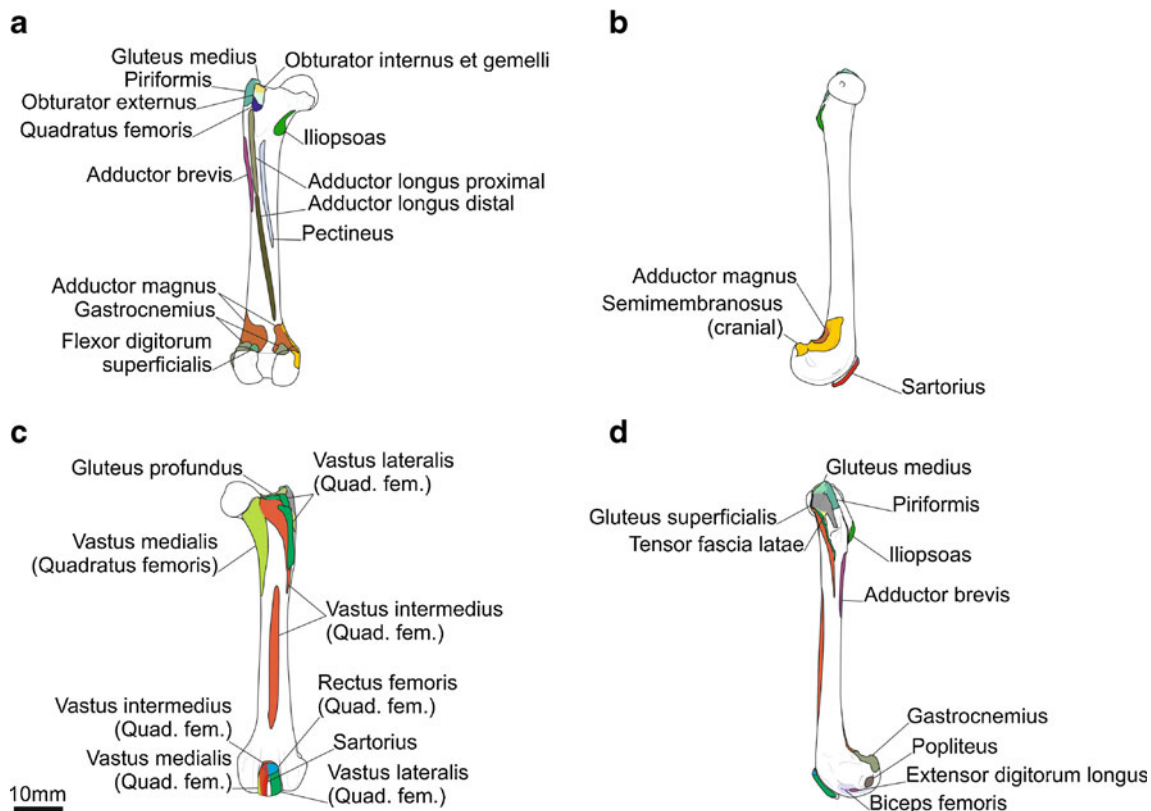 a
Gluteus medius
Piriformis
Obturator externus
Quadratus femoris
Obturator internus et gemelli
Iliopsoas
Adductor brevis
Adductor longus proximal
Adductor longus distal
Pectineus
Adductor magnus
Gastrocnemius
Flexor digitorum
superficialis
b
Adductor magnus
Semimembranosus
(cranial)
Sartorius
c
Gluteus profundus
Vastus lateralis
(Quad. fem.)
Vastus medialis
(Quadratus femoris)
Vastus intermedius
(Quad. fem.)
Vastus intermedius
(Quad. fem.)
Vastus medialis
(Quad. fem.)
Rectus femoris
(Quad. fem.)
Sartorius
Vastus lateralis
(Quad. fem.)
10mm
d
Gluteus medius
Piriformis
Gluteus superficialis
Tensor fascia latae
Iliopsoas
Adductor brevis
Gastrocnemius
Popliteus
Extensor digitorum longus
Biceps femoris